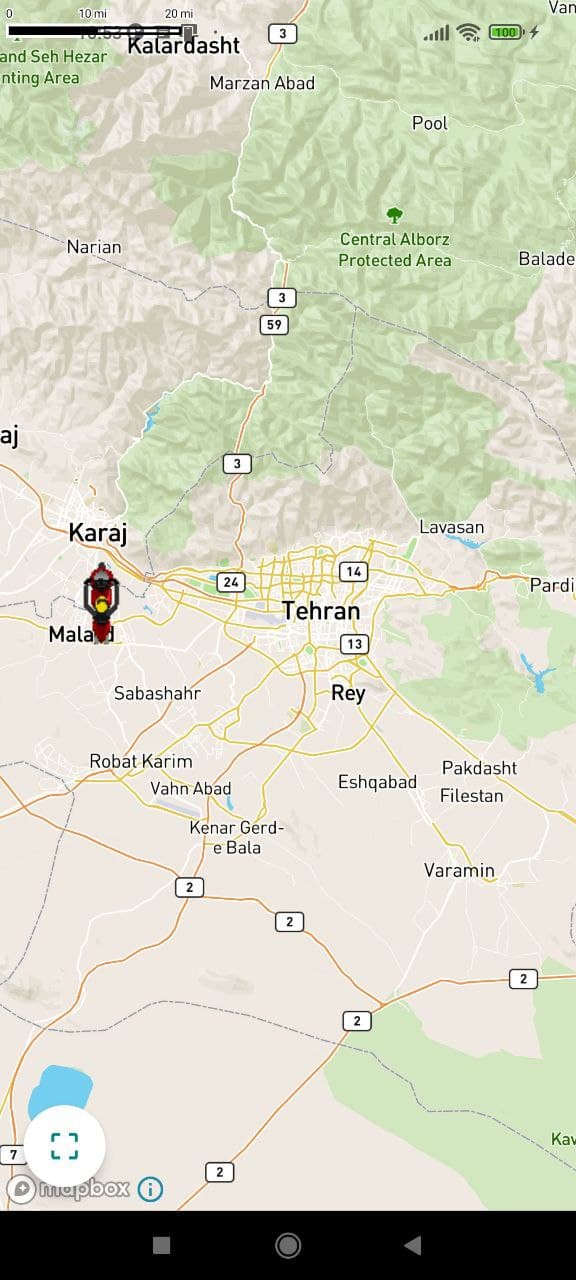 0
10 mi
20 mi
Van
3
100
Kalardasht
and Seh Hezar
nting Area
Marzan Abad
Pool
Central Alborz
Protected Area
Narian
Balade
3
59
aj
3
Karaj
Lavasan
24
14
Pardi
Tehran
Malard
13
Sabashahr
Rey
Robat Karim
Pakdasht
Eshqabad
Vahn Abad
Filestan
Kenar Gerd-
e Bala
Varamin
2
2
2
2
Kav
7
2
mapbox